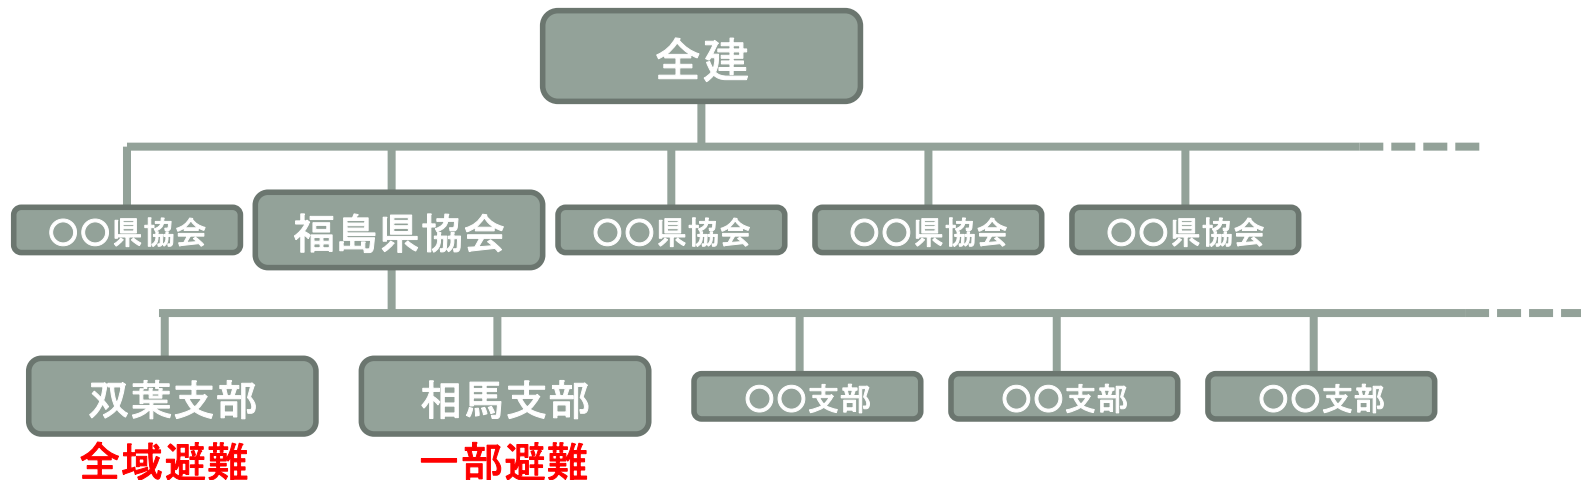 全建
〇〇県協会
福島県協会
〇〇県協会
〇〇県協会
〇〇県協会
双葉支部
相馬支部
〇〇支部
〇〇支部
〇〇支部
全域避難
一部避難